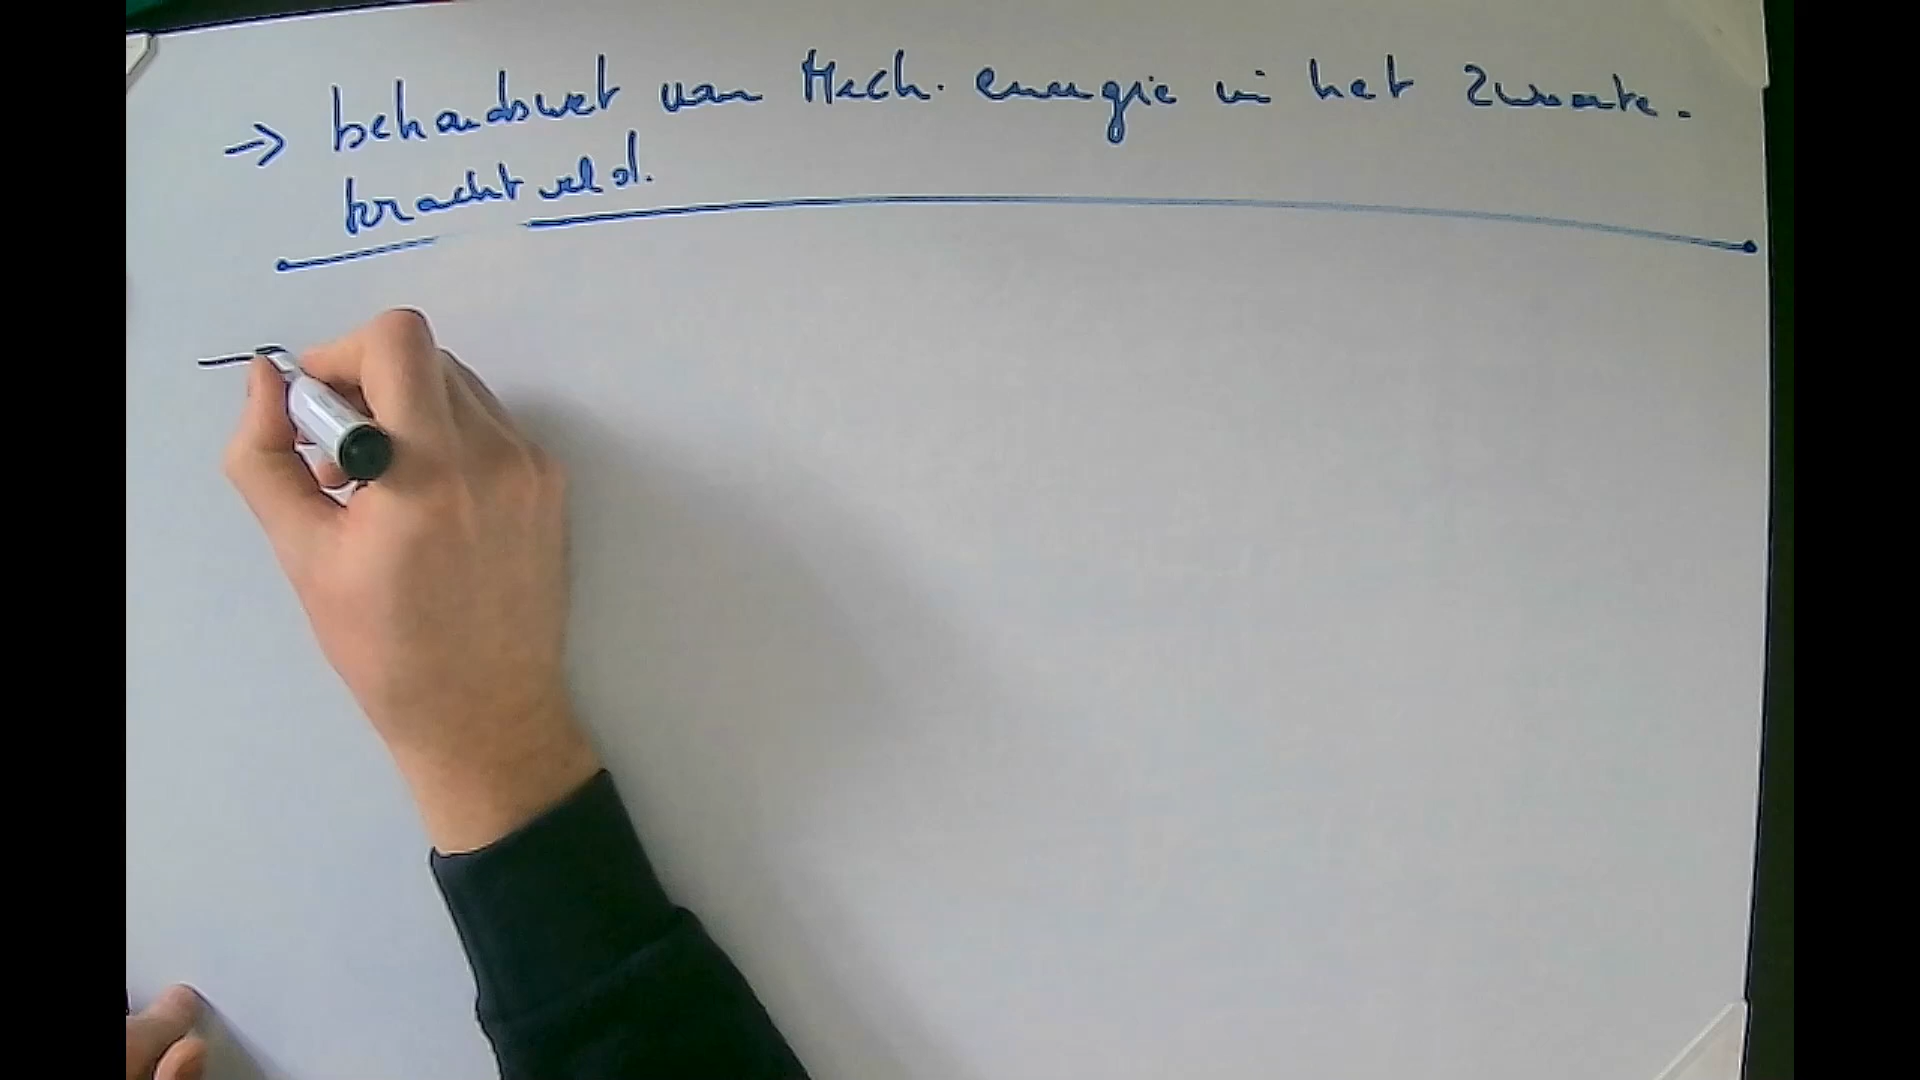 → behoudswet van Mech. energie in het Zwaarte-
krachtveld.